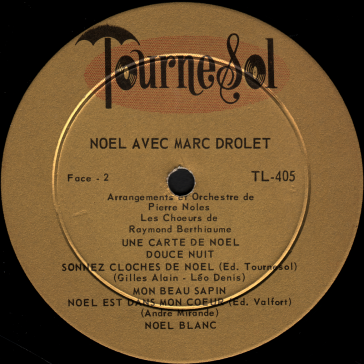 TourneSol
NOEL AVEC MARC DROLET
Face - 2
TL-405
Arrangements et Orchestre de
Pierre Noles
Les Choeurs de
Raymond Berthiaume
UNE CARTE DE NOEL
DOUCE NUIT
SONNEZ CLOCHES DE NOEL (Ed. Tournesol)
(Gilles Alain - Léo Denis)
MON BEAU SAPIN
NOEL EST DANS MON COEUR (Ed. Valfort)
(André Mirande)
NOEL BLANC